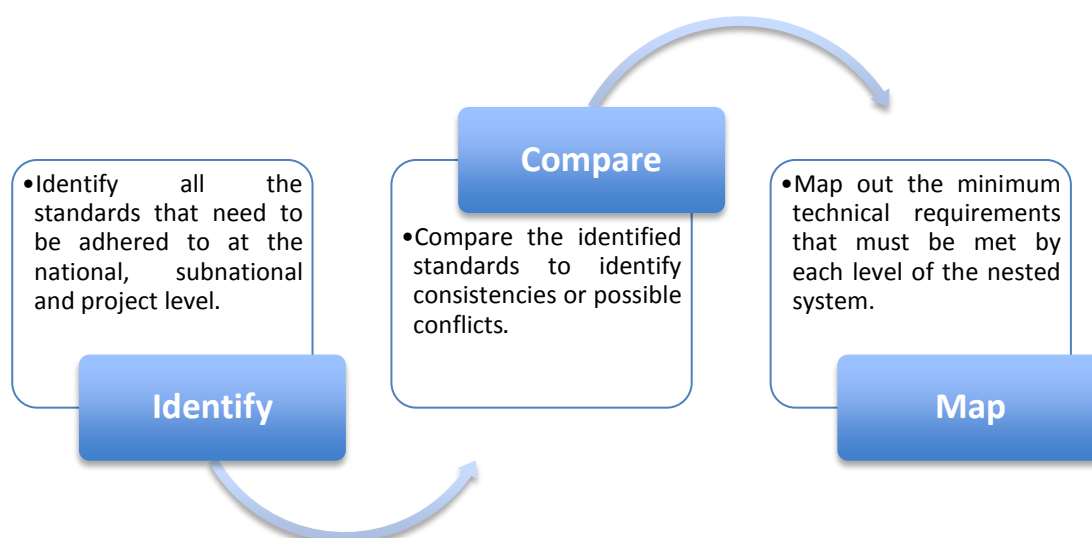 •Identify all the
standards that need to
be adhered to at the
national, subnational
and project level.
Identify
Compare
•Compare the identified
standards to identify
consistencies or possible
conflicts.
•Map out the minimum
technical requirements
that must be met by
each level of the nested
system.
Map